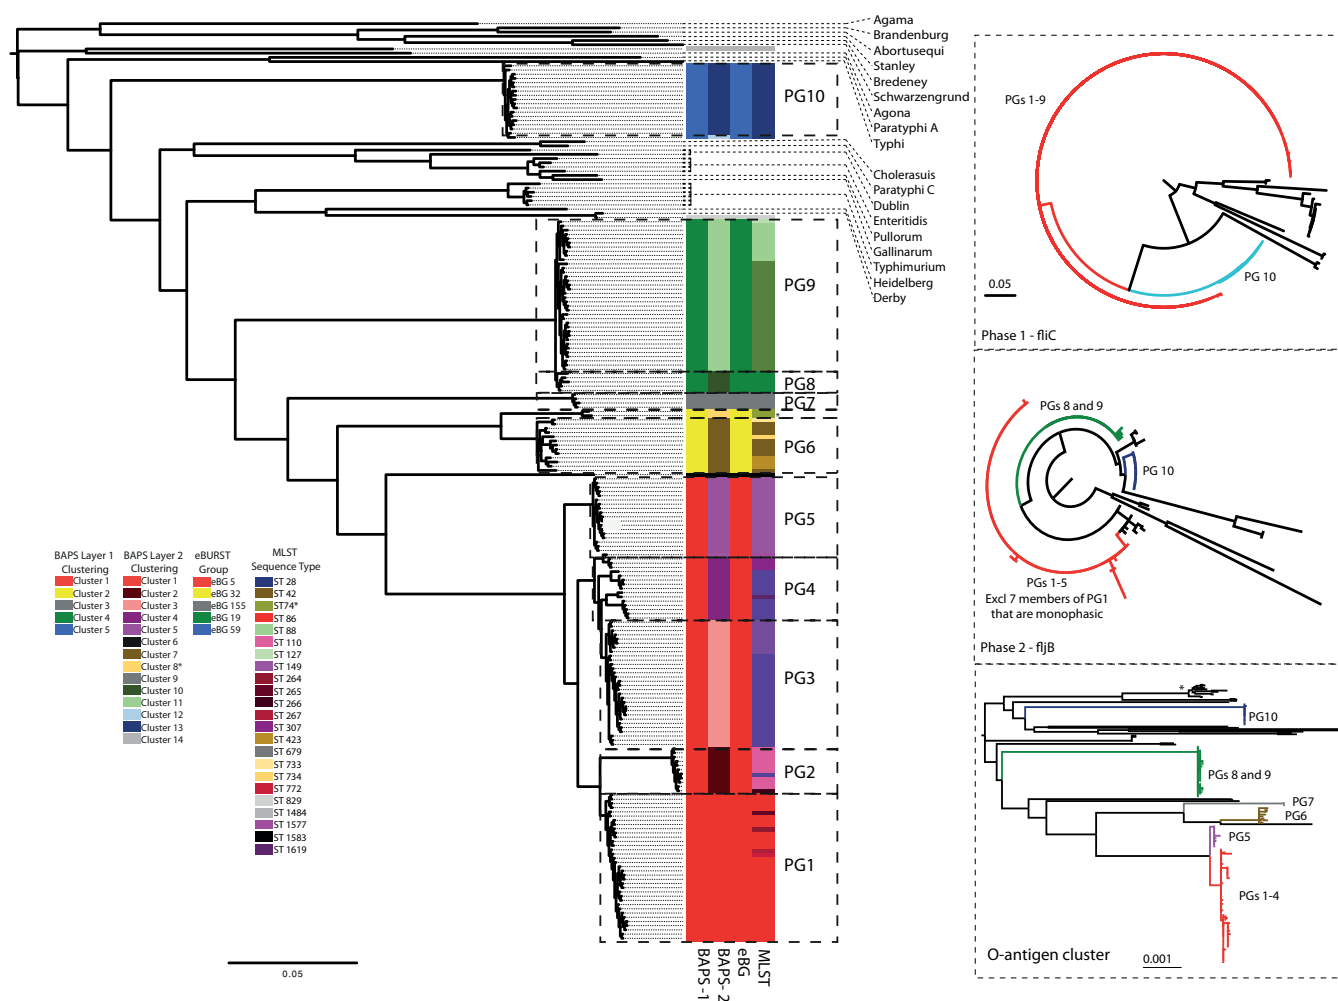 Agama
Brandenburg
Abortusequi
Stanley
Bredeney
Schwarzengrund
Agona
Paratyphi A
Typhi
Cholerasuis
Paratyphi C
Dublin
Enteritidis
Pullorum
Gallinarum
Typhimurium
Heidelberg
Derby
PG10
PG9
PG8
PG7
PG6
PG5
PG4
PG3
PG2
PG1
BAPS Layer 1
Clustering
Cluster 1
Cluster 2
Cluster 3
Cluster 4
Cluster 5
BAPS Layer 2
Clustering
Cluster 1
Cluster 2
Cluster 3
Cluster 4
Cluster 5
Cluster 6
Cluster 7
Cluster 8*
Cluster 9
Cluster 10
Cluster 11
Cluster 12
Cluster 13
Cluster 14
eBURST
Group
eBG 5
eBG 32
eBG 155
eBG 19
eBG 59
MLST
Sequence Type
ST 28
ST 42
ST74*
ST 86
ST 88
ST 110
ST 127
ST 149
ST 264
ST 265
ST 266
ST 267
ST 307
ST 423
ST 679
ST 733
ST 734
ST 772
ST 829
ST 1484
ST 1577
ST 1583
ST 1619
0.05
BAPS-1
BAPS- 2
eBG
MLST
PGs 1-9
PG 10
0.05
Phase 1 - fliC
PGs 8 and 9
PG 10
PGs 1-5
Excl 7 members of PG1
that are monophasic
Phase 2 - fljB
*
PG10
PGs 8 and 9
PG7
PG6
PG5
PGs 1-4
O-antigen cluster
0.001